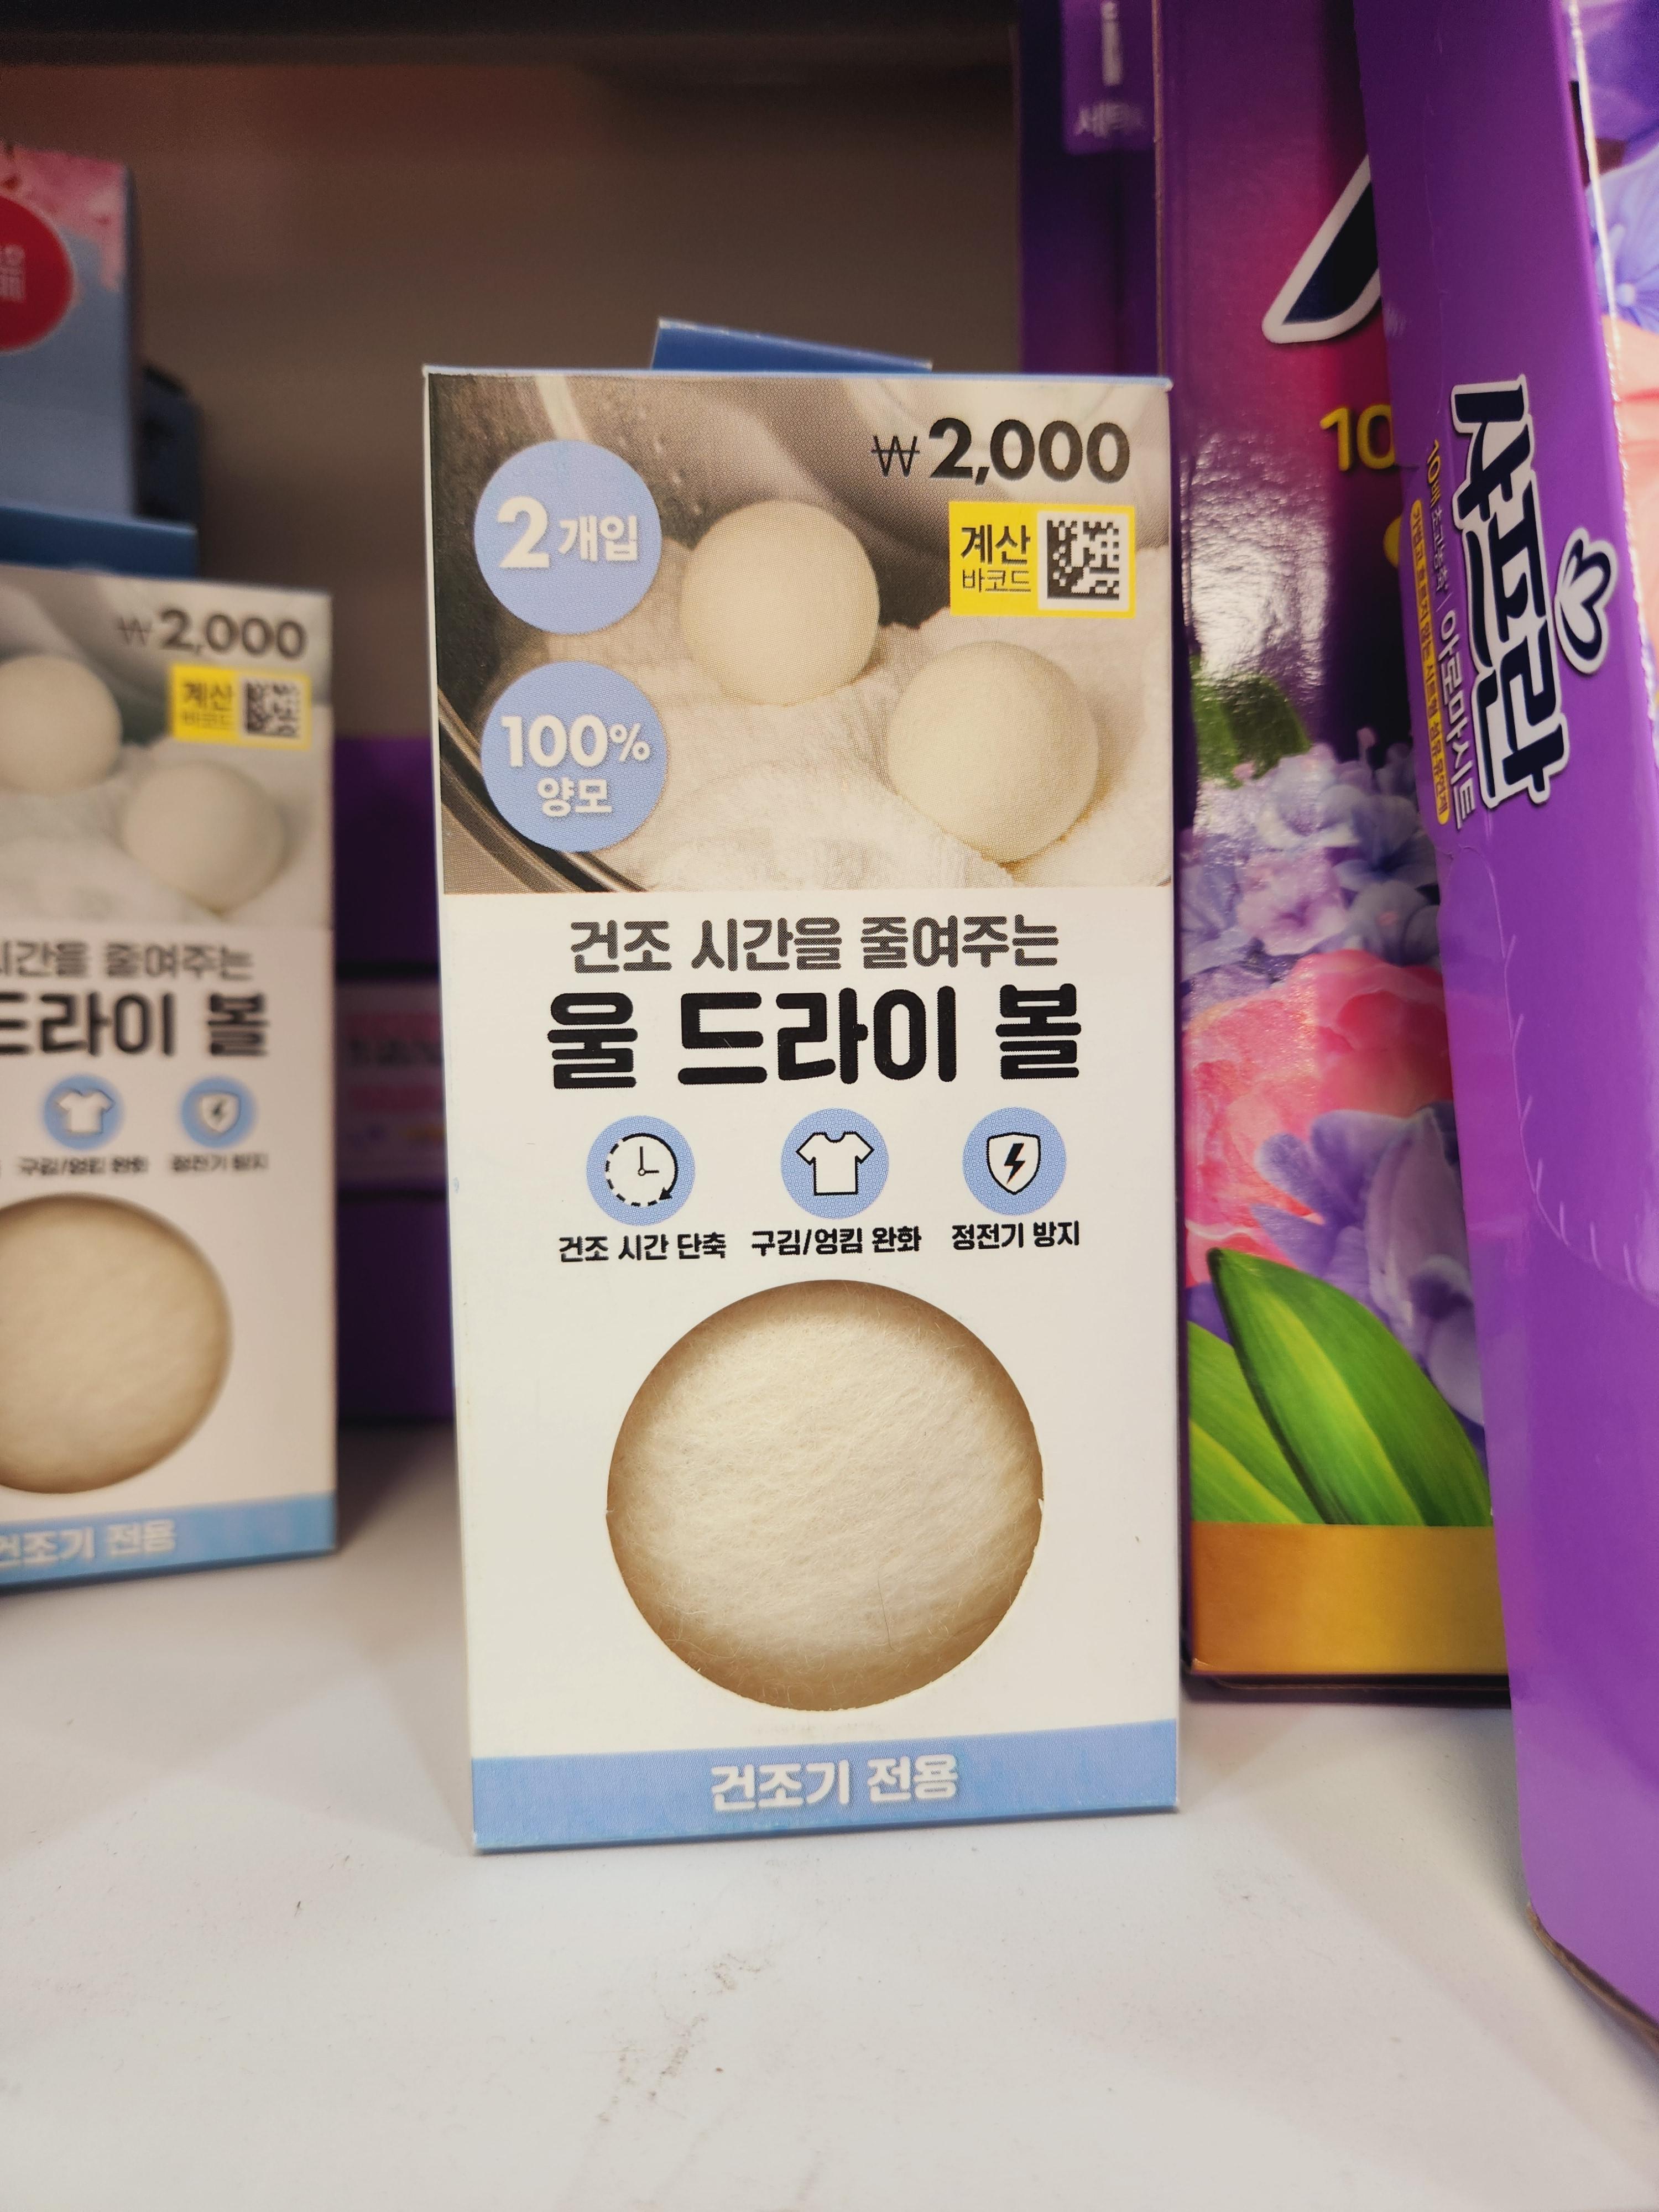 ₩2,000
2개입
계산
바코드
100%
양모
건조 시간을 줄여주는
울 드라이 볼
건조 시간 단축
구김/엉킴 완화
정전기 방지
건조기 전용
₩2,000
계산
바코드
시간을 줄여주는
드라이 볼
구김/엉킴 완화
정전기 방지
건조기 전용
10
샤프란
아로마시트